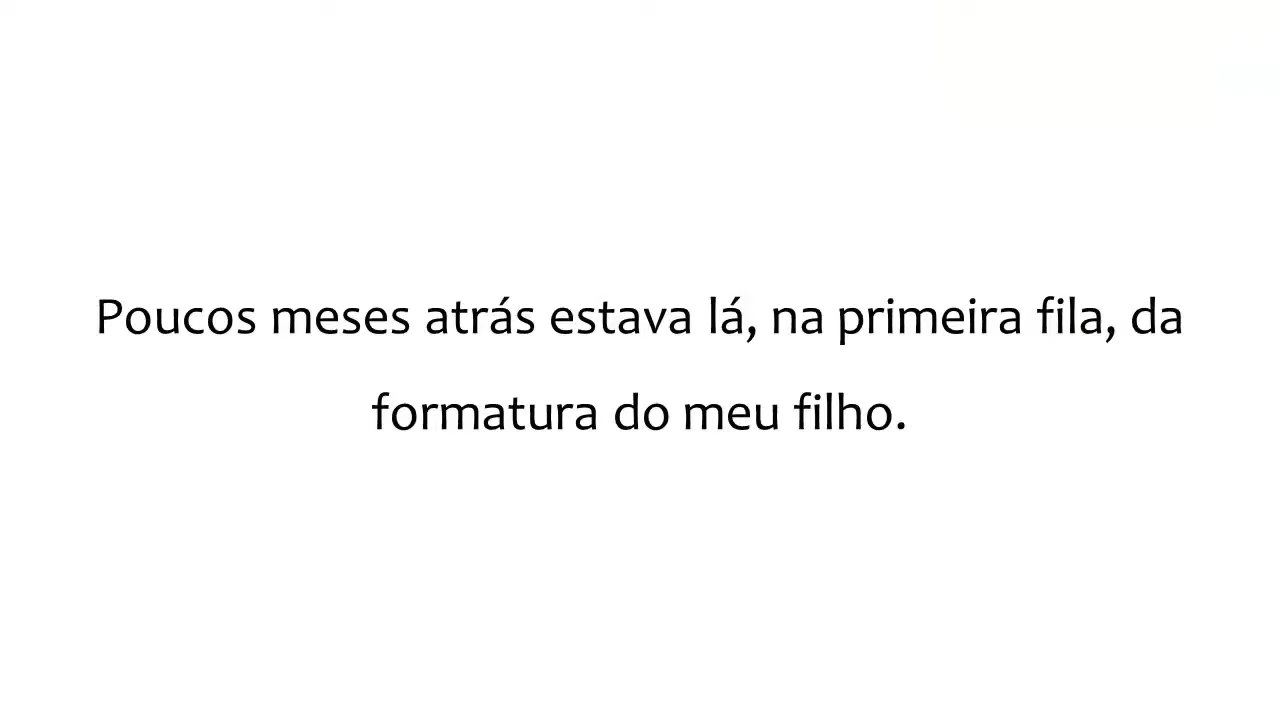 Poucos meses atrás estava lá, na primeira fila, da
formatura do meu filho.